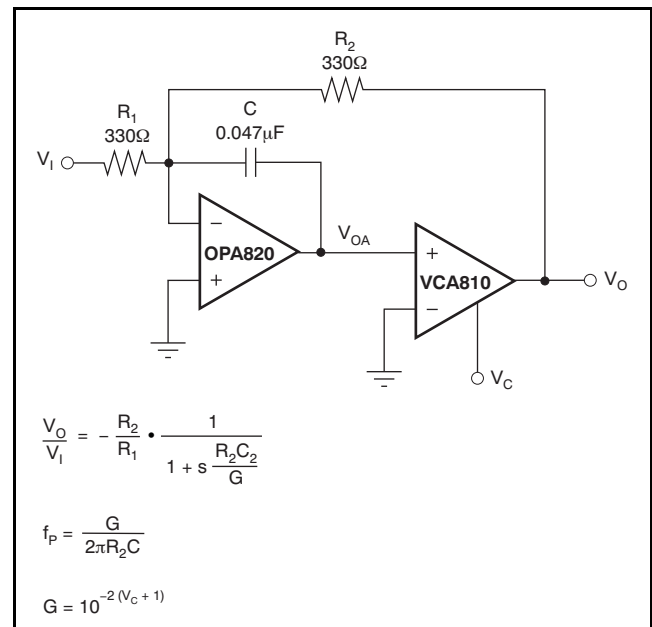 R2
330Ω
R1
330Ω
C
0.047μF
VI
−
OPA820
+
VOA
+
VCA810
−
VO
VC
VO/VI = − R2/R1 • 1/(1 + s R2C2/G)
fP = G/(2πR2C)
G = 10^−2 (VC + 1)